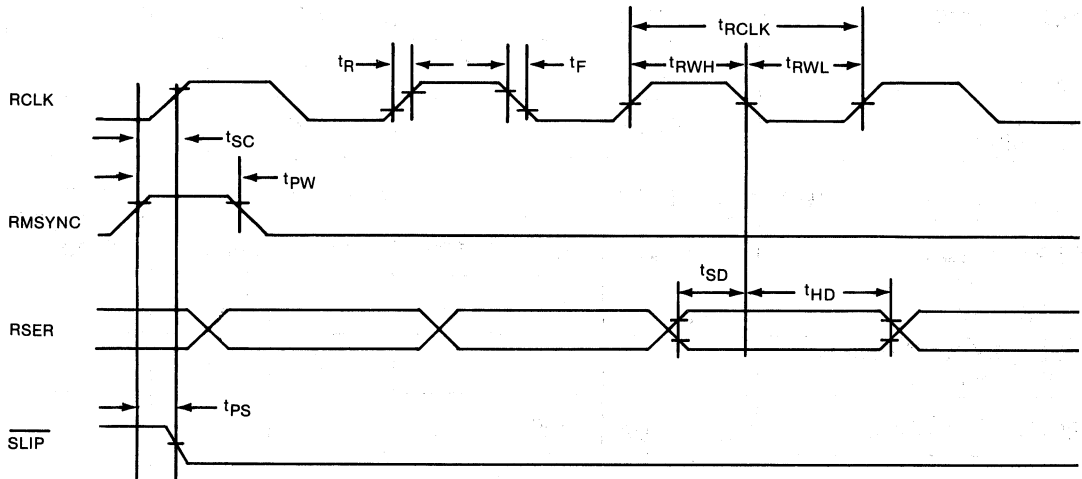 tRCLK
tR
tF
tRWH
tRWL
RCLK
tSC
tPW
RMSYNC
tSD
tHD
RSER
tPS
SLIP